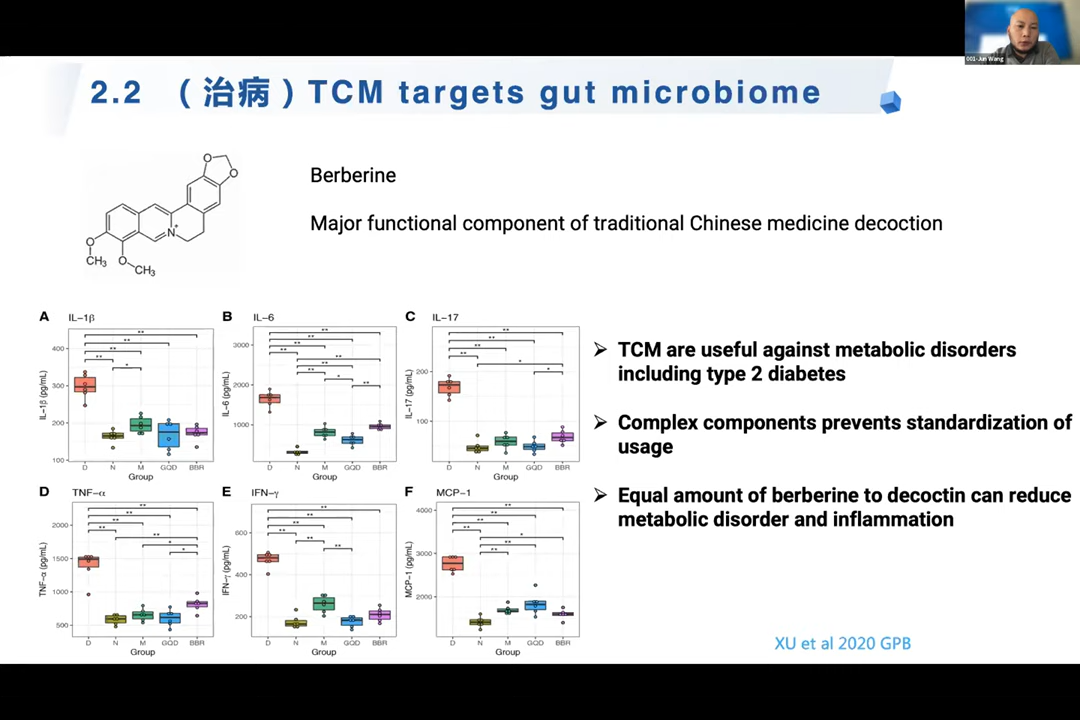 001-Jun Wang
2.2 （治病）TCM targets gut microbiome
O
O
N+
O
CH3
O
CH3
Berberine
Major functional component of traditional Chinese medicine decoction
A IL-1β
IL-1β (pg/mL)
400
300
200
100
D N M GQD BBR
Group
B IL-6
IL-6 (pg/mL)
3000
2000
1000
D N M GQD BBR
Group
C IL-17
IL-17 (pg/mL)
200
100
D N M GQD BBR
Group
D TNF-α
TNF-α (pg/mL)
2000
1500
1000
500
D N M GQD BBR
Group
E IFN-γ
IFN-γ (pg/mL)
600
400
200
D N M GQD BBR
Group
F MCP-1
MCP-1 (pg/mL)
4000
3000
2000
D N M GQD BBR
Group
➢ TCM are useful against metabolic disorders
including type 2 diabetes
➢ Complex components prevents standardization of
usage
➢ Equal amount of berberine to decoctin can reduce
metabolic disorder and inflammation
XU et al 2020 GPB